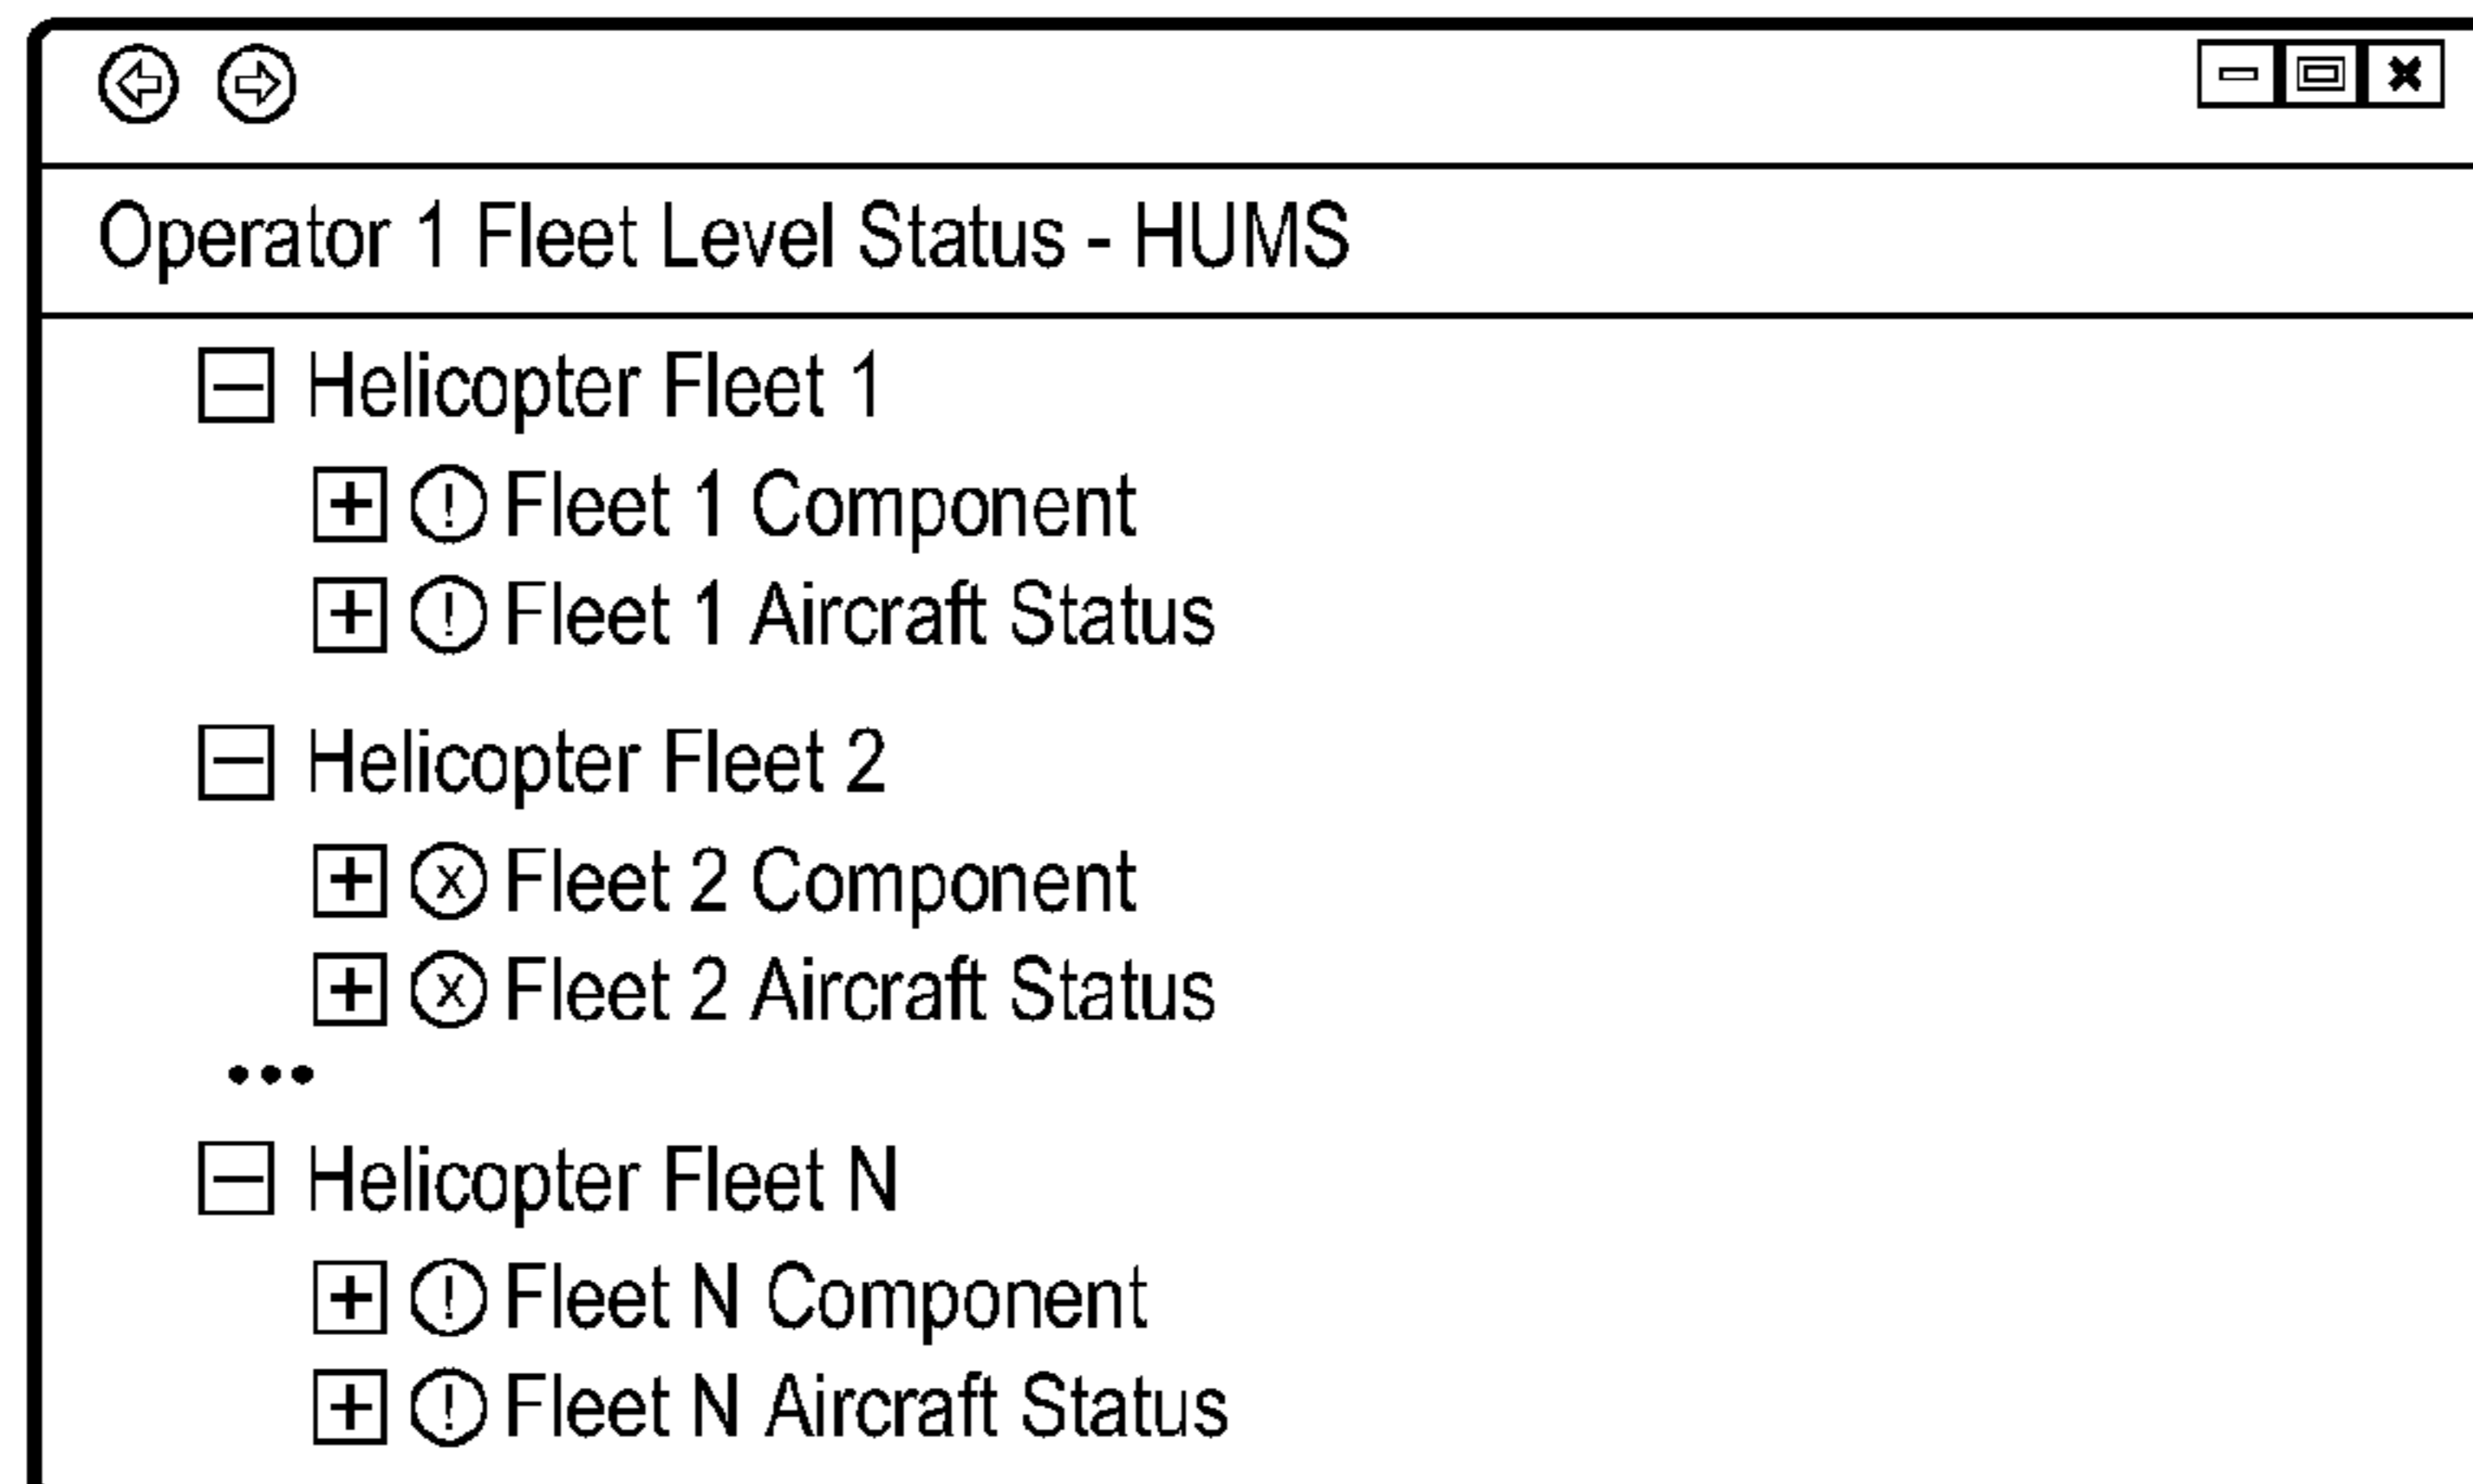 Operator 1 Fleet Level Status - HUMS
Helicopter Fleet 1
! Fleet 1 Component
! Fleet 1 Aircraft Status
Helicopter Fleet 2
x Fleet 2 Component
x Fleet 2 Aircraft Status
•••
Helicopter Fleet N
! Fleet N Component
! Fleet N Aircraft Status